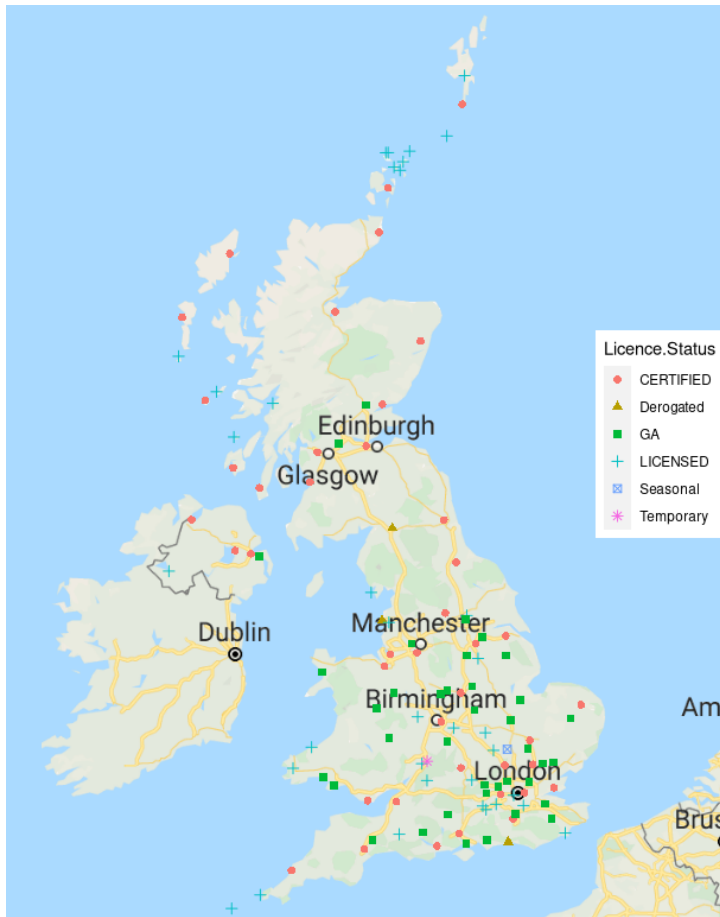 Licence.Status
CERTIFIED
Derogated
GA
LICENSED
Seasonal
Temporary
Edinburgh
Glasgow
Dublin
Manchester
Birmingham
Am
London
Brus